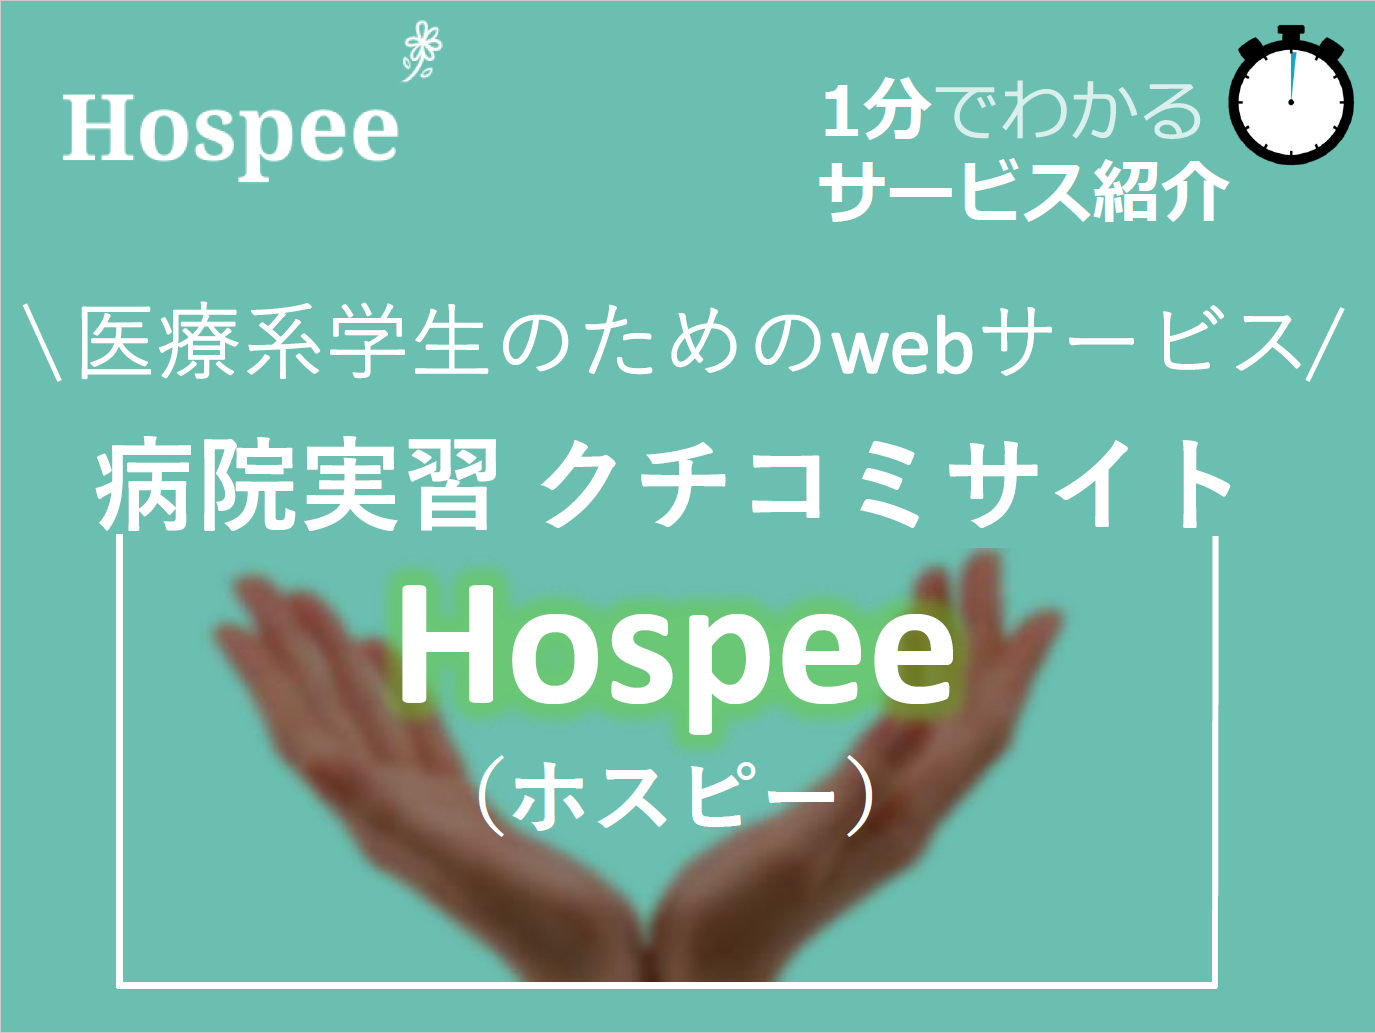 Hospee
1分でわかる
サービス紹介
\医療系学生のためのwebサービス/
病院実習 クチコミサイト
Hospee
（ホスピー）